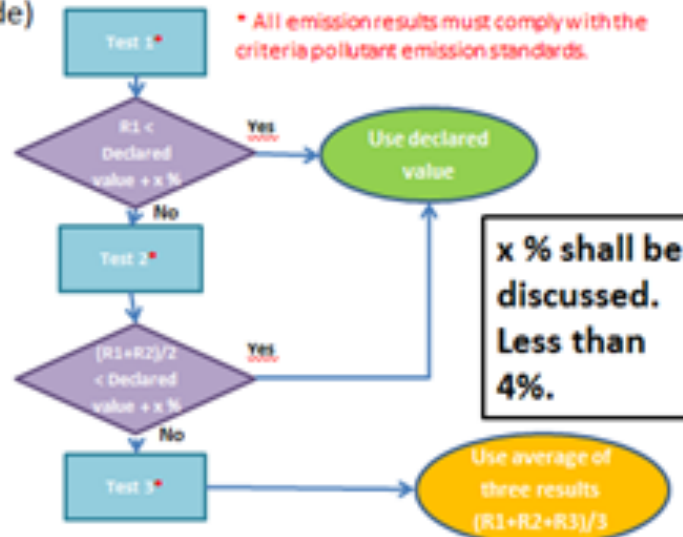 de)
Test 1*
* All emission results must comply with the
criteria pollutant emission standards.
R1 <
Declared
value + x %
Yes
Use declared
value
No
Test 2*
x % shall be
discussed.
Less than
4%.
(R1+R2)/2
< Declared
value + x %
Yes
No
Test 3*
Use average of
three results
(R1+R2+R3)/3